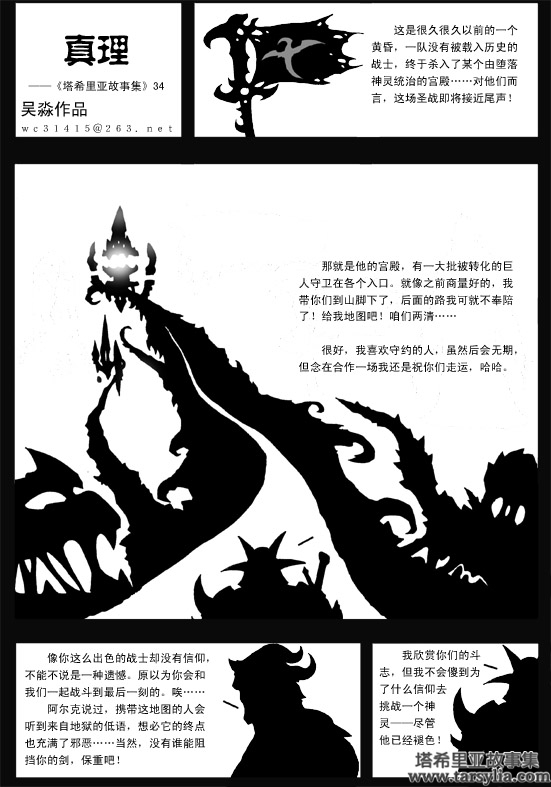 真理
——《塔希里亚故事集》34
吴淼作品
wc31415@263.net
这是很久很久以前的一个
黄昏，一队没有被载入历史的
战士，终于杀入了某个由堕落
神灵统治的宫殿……对他们而
言，这场圣战即将接近尾声！
那就是他的宫殿，有一大批被转化的巨
人守卫在各个入口。就像之前商量好的，我
带你们到山脚下了，后面的路我可就不奉陪
了！给我地图吧！咱们两清……
很好，我喜欢守约的人，虽然后会无期，
但念在合作一场我还是祝你们走运，哈哈。
像你这么出色的战士却没有信仰，
不能不说是一种遗憾。原以为你会和
我们一起战斗到最后一刻的。唉……
阿尔克说过，携带这地图的人会
听到来自地狱的低语，想必它的终点
也充满了邪恶……当然，没有谁能阻
挡你的剑，保重吧！
我欣赏你们的斗
志，但我不会傻到为
了什么信仰去
挑战一个神
灵——尽管
他已经褪色！
塔希里亚故事集
www.tarsylia.com